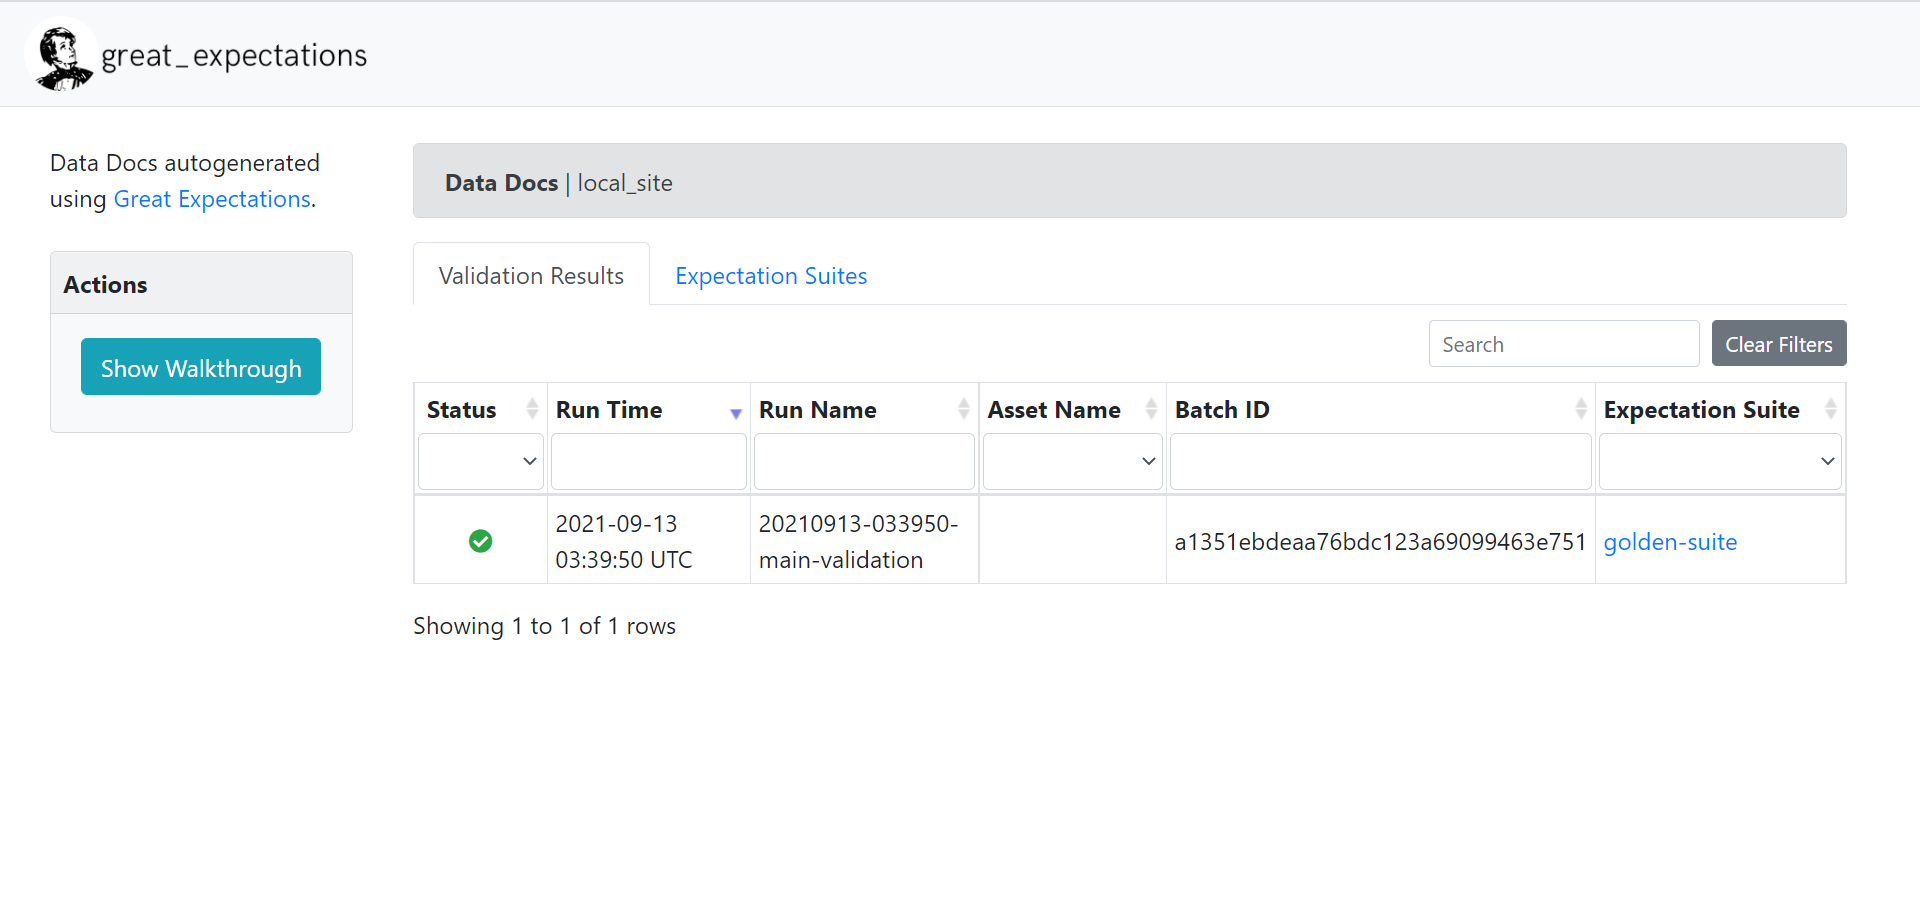 great_expectations
Data Docs autogenerated
using Great Expectations.
Actions
Show Walkthrough
Data Docs | local_site
Validation Results
Expectation Suites
Search
Clear Filters
Status
Run Time
Run Name
Asset Name
Batch ID
Expectation Suite
2021-09-13
03:39:50 UTC
20210913-033950-
main-validation
a1351ebdeaa76bdc123a69099463e751
golden-suite
Showing 1 to 1 of 1 rows